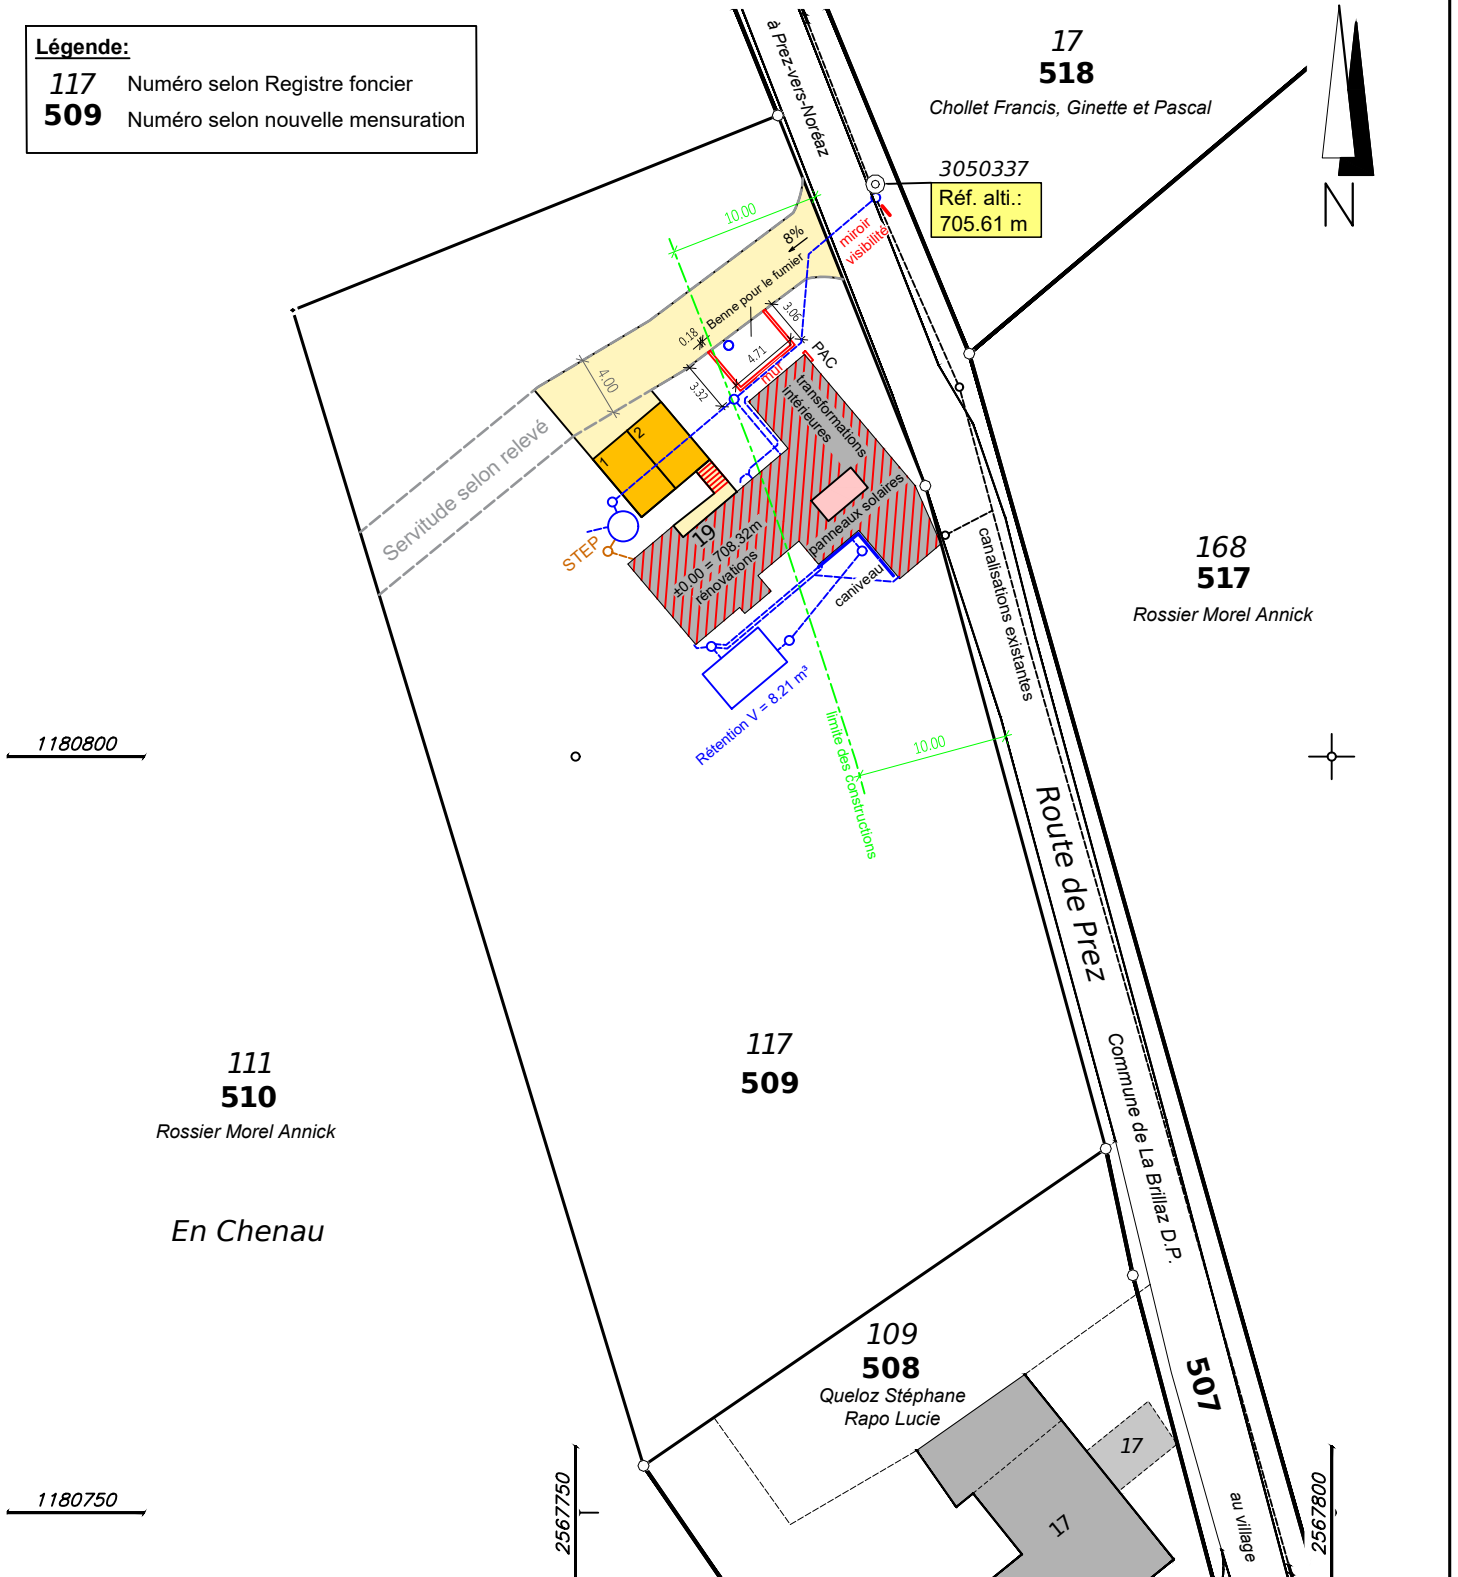 Légende:
117 Numéro selon Registre foncier
509 Numéro selon nouvelle mensuration
à Prez-vers-Noréaz
17
518
Chollet Francis, Ginette et Pascal
3050337
Réf. alti.:
705.61 m
N
10.00
8%
miroir
visibilité
Benne pour le fumier
0.18
3.06
4.71
mur
PAC
3.32
4.00
transformations
intérieures
1
2
Servitude selon relevé
panneaux solaires
19
±0.00 = 708.32m
rénovations
STEP
caniveau
canalisations existantes
168
517
Rossier Morel Annick
Rétention V = 8.21 m³
limite des constructions
10.00
1180800
Route de Prez
117
509
111
510
Rossier Morel Annick
Commune de La Brillaz D.P.
En Chenau
109
508
Queloz Stéphane
Rapo Lucie
507
17
17
au village
1180750
2567750
2567800